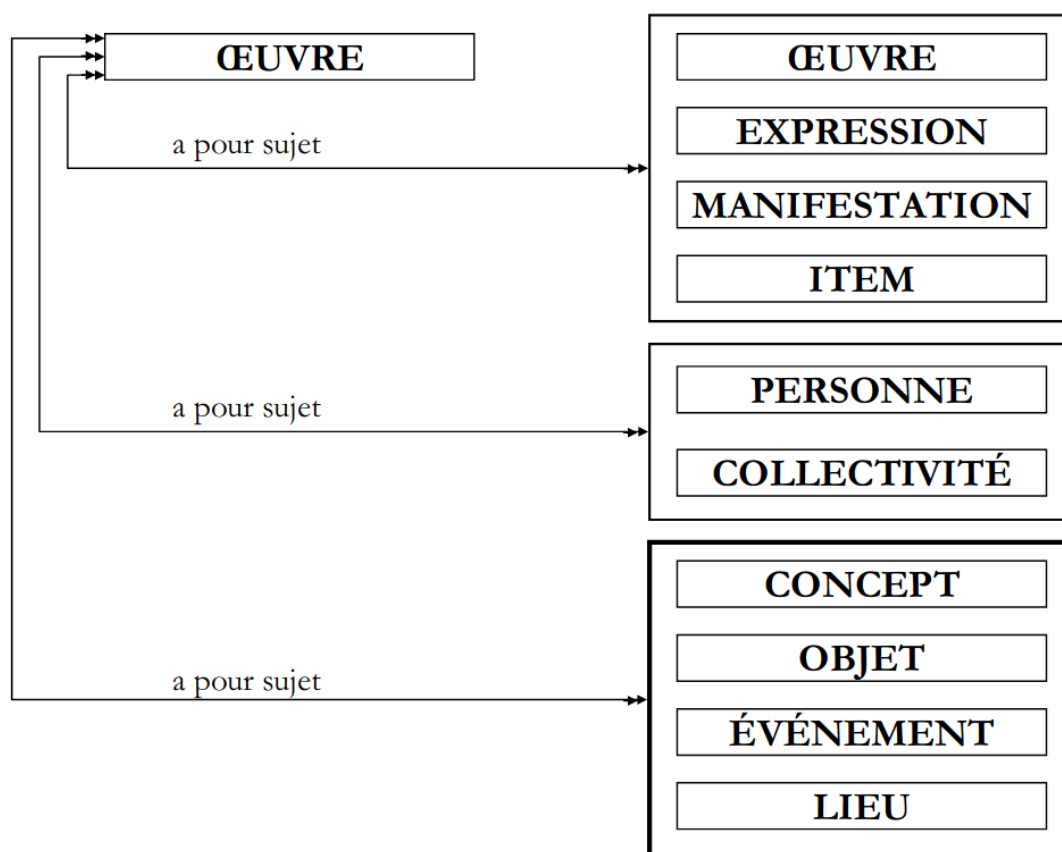 ŒUVRE
a pour sujet
a pour sujet
a pour sujet
ŒUVRE
EXPRESSION
MANIFESTATION
ITEM
PERSONNE
COLLECTIVITÉ
CONCEPT
OBJET
ÉVÉNEMENT
LIEU